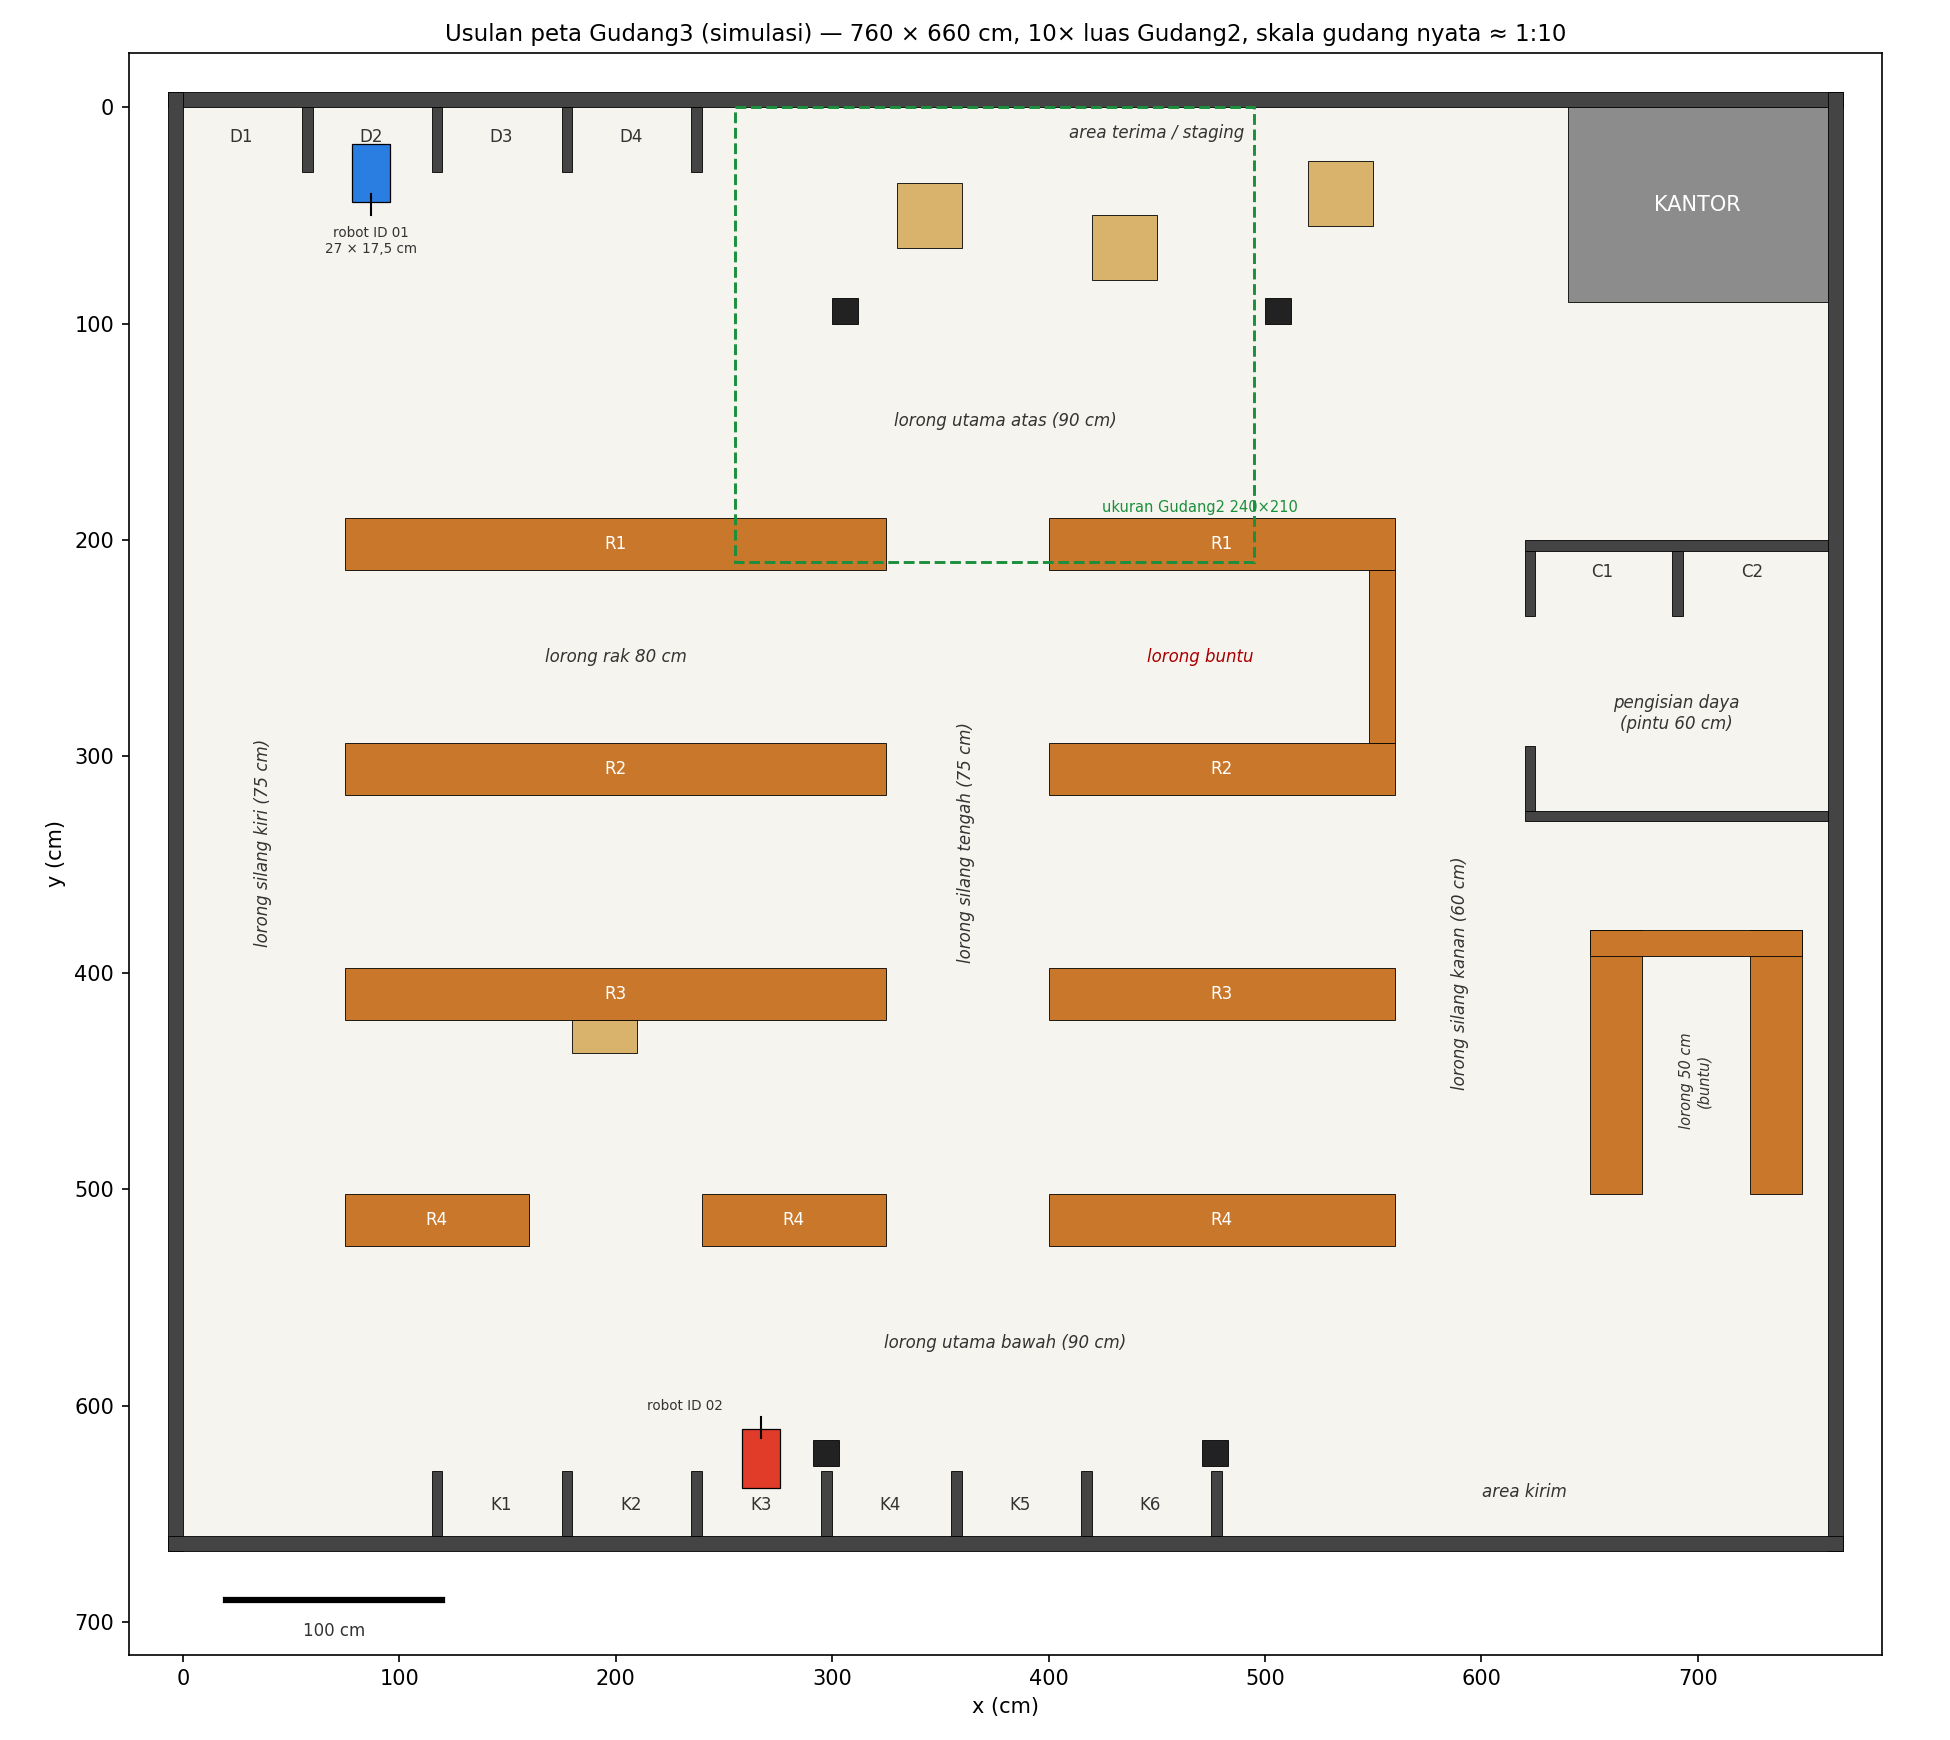 Usulan peta Gudang3 (simulasi) — 760 × 660 cm, 10× luas Gudang2, skala gudang nyata ≈ 1:10
0
100
200
300
400
500
600
700
y (cm)
D1
D2
D3
D4
area terima / staging
KANTOR
robot ID 01
27 × 17,5 cm
lorong utama atas (90 cm)
ukuran Gudang2 240×210
R1
R1
C1
C2
lorong rak 80 cm
lorong buntu
pengisian daya
(pintu 60 cm)
R2
R2
lorong silang kiri (75 cm)
lorong silang tengah (75 cm)
lorong silang kanan (60 cm)
R3
R3
lorong 50 cm
(buntu)
R4
R4
R4
lorong utama bawah (90 cm)
robot ID 02
K1
K2
K3
K4
K5
K6
area kirim
100 cm
0
100
200
300
400
500
600
700
x (cm)